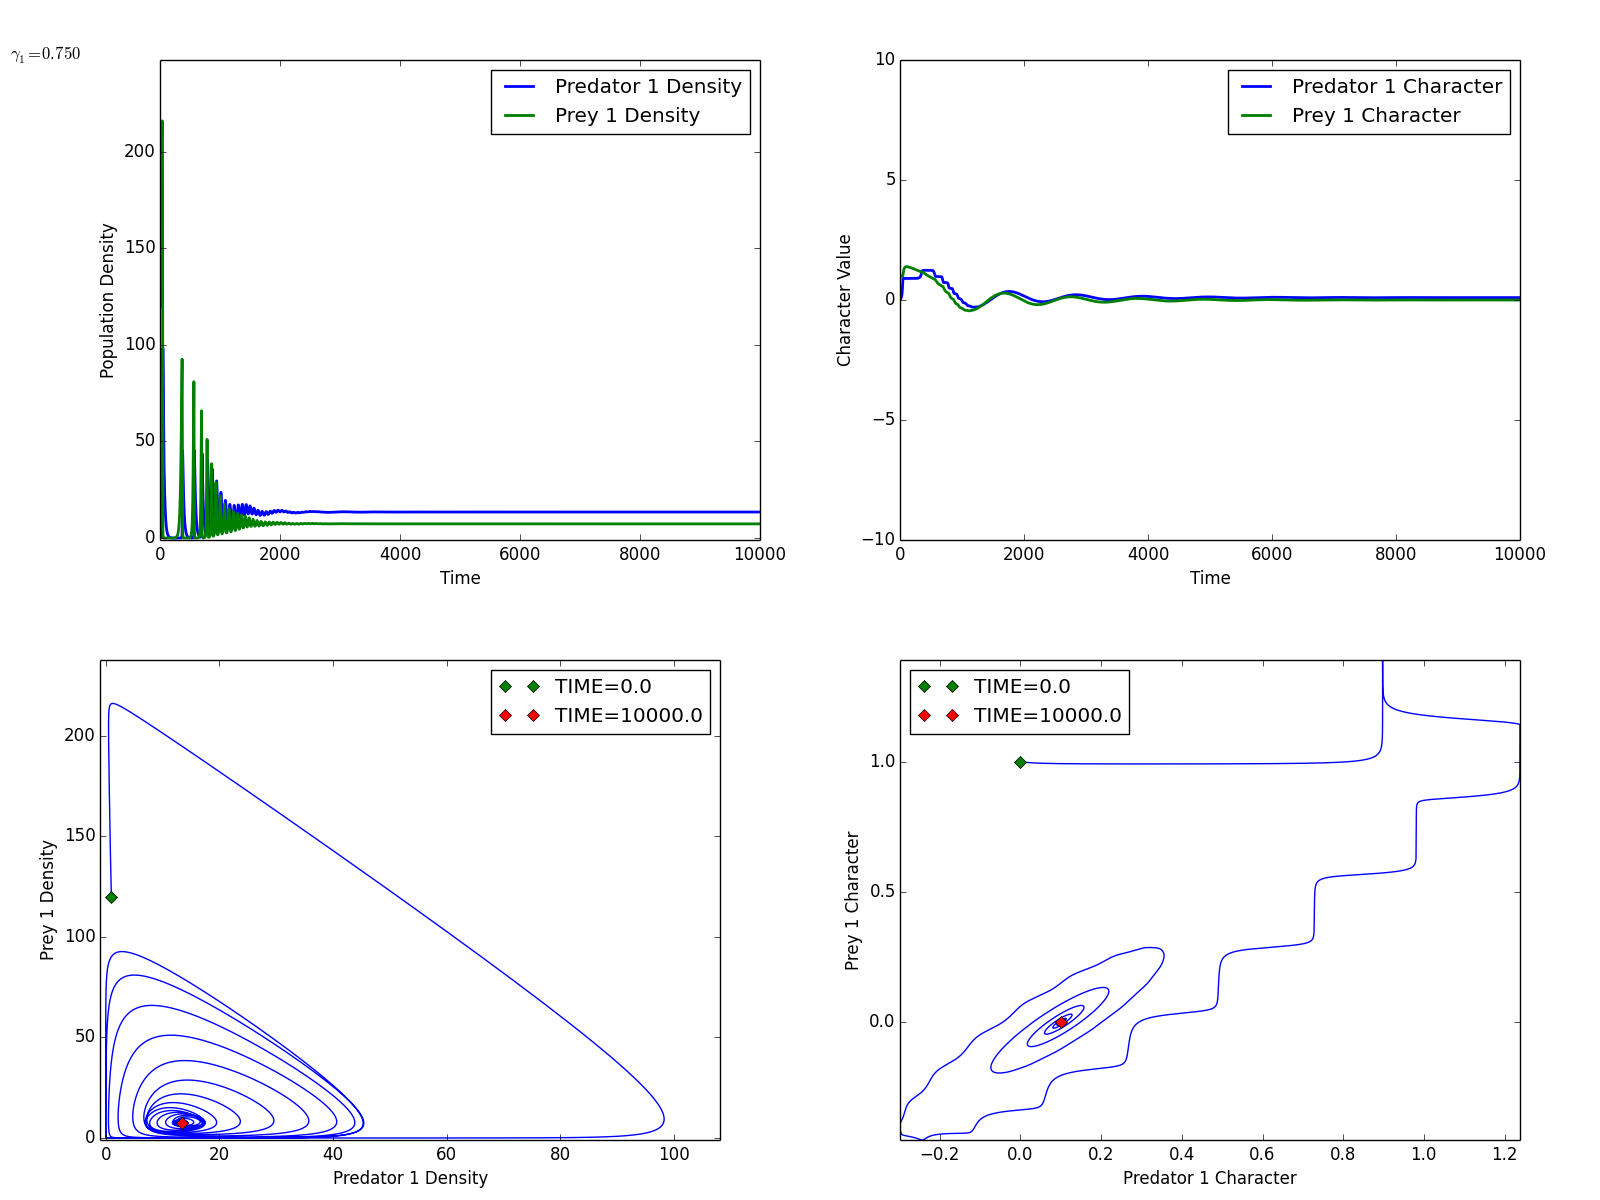 γ₁=0.750
Predator 1 Density
Prey 1 Density
200
150
100
50
0
Population Density
0 2000 4000 6000 8000 10000
Time
Predator 1 Character
Prey 1 Character
10
5
0
−5
−10
Character Value
0 2000 4000 6000 8000 10000
Time
TIME=0.0
TIME=10000.0
200
150
100
50
0
Prey 1 Density
0 20 40 60 80 100
Predator 1 Density
TIME=0.0
TIME=10000.0
1.0
0.5
0.0
Prey 1 Character
−0.2 0.0 0.2 0.4 0.6 0.8 1.0 1.2
Predator 1 Character